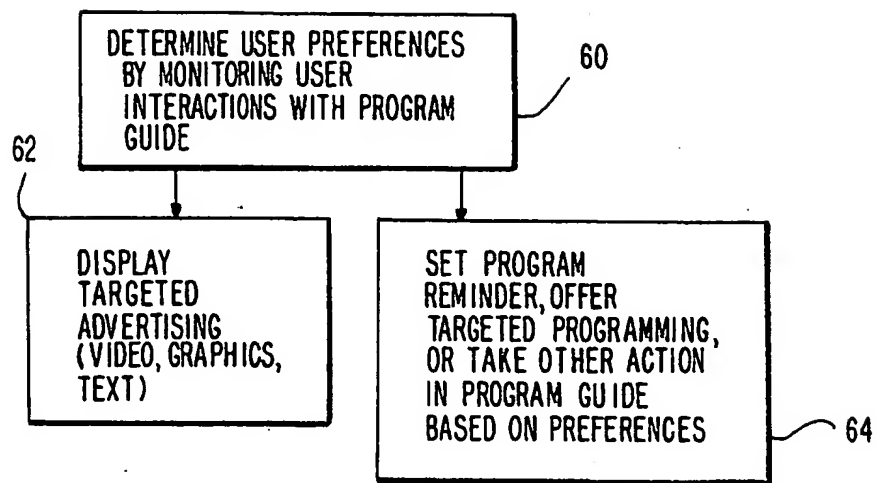 DETERMINE USER PREFERENCES
BY MONITORING USER
INTERACTIONS WITH PROGRAM
GUIDE
60
62
DISPLAY
TARGETED
ADVERTISING
(VIDEO, GRAPHICS,
TEXT)
SET PROGRAM
REMINDER, OFFER
TARGETED PROGRAMMING,
OR TAKE OTHER ACTION
IN PROGRAM GUIDE
BASED ON PREFERENCES
64